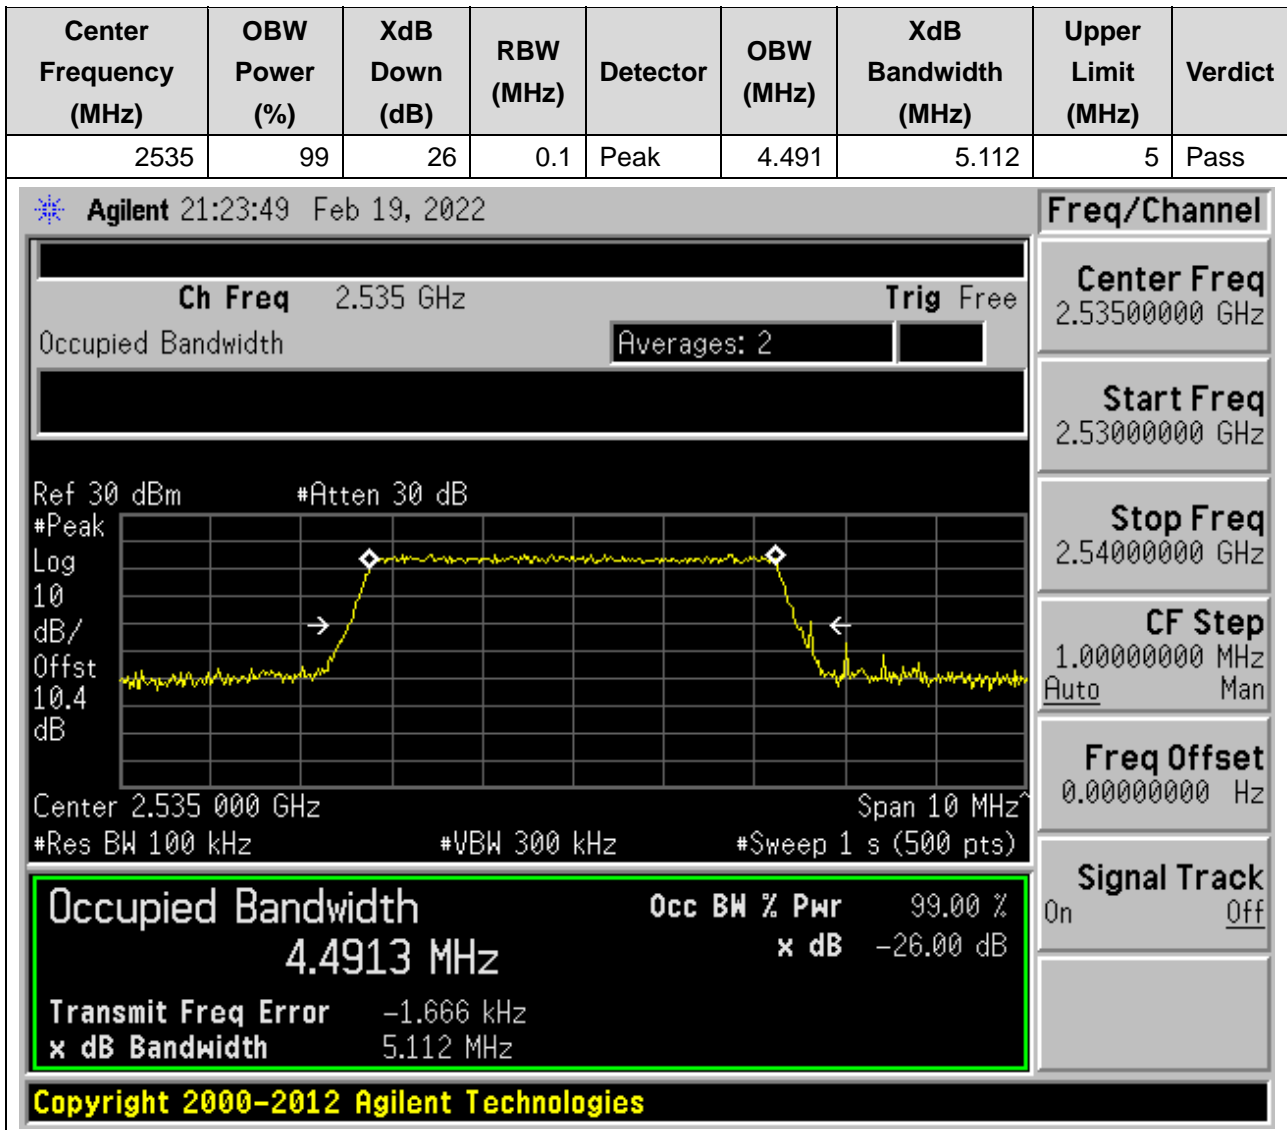 Center Frequency (MHz) OBW Power (%) XdB Down (dB) RBW (MHz) Detector OBW (MHz) XdB Bandwidth (MHz) Upper Limit (MHz) Verdict
2535 99 26 0.1 Peak 4.491 5.112 5 Pass
Agilent 21:23:49 Feb 19, 2022
Ch Freq 2.535 GHz Trig Free
Occupied Bandwidth Averages: 2
Ref 30 dBm #Atten 30 dB
#Peak
Log
10
dB/
Offst
10.4
dB
Center 2.535 000 GHz Span 10 MHz^
#Res BW 100 kHz #VBW 300 kHz #Sweep 1 s (500 pts)
Occupied Bandwidth Occ BW % Pwr 99.00 %
4.4913 MHz x dB -26.00 dB
Transmit Freq Error -1.666 kHz
x dB Bandwidth 5.112 MHz
Copyright 2000-2012 Agilent Technologies
Freq/Channel
Center Freq
2.53500000 GHz
Start Freq
2.53000000 GHz
Stop Freq
2.54000000 GHz
CF Step
1.00000000 MHz
Auto Man
Freq Offset
0.00000000 Hz
Signal Track
On Off